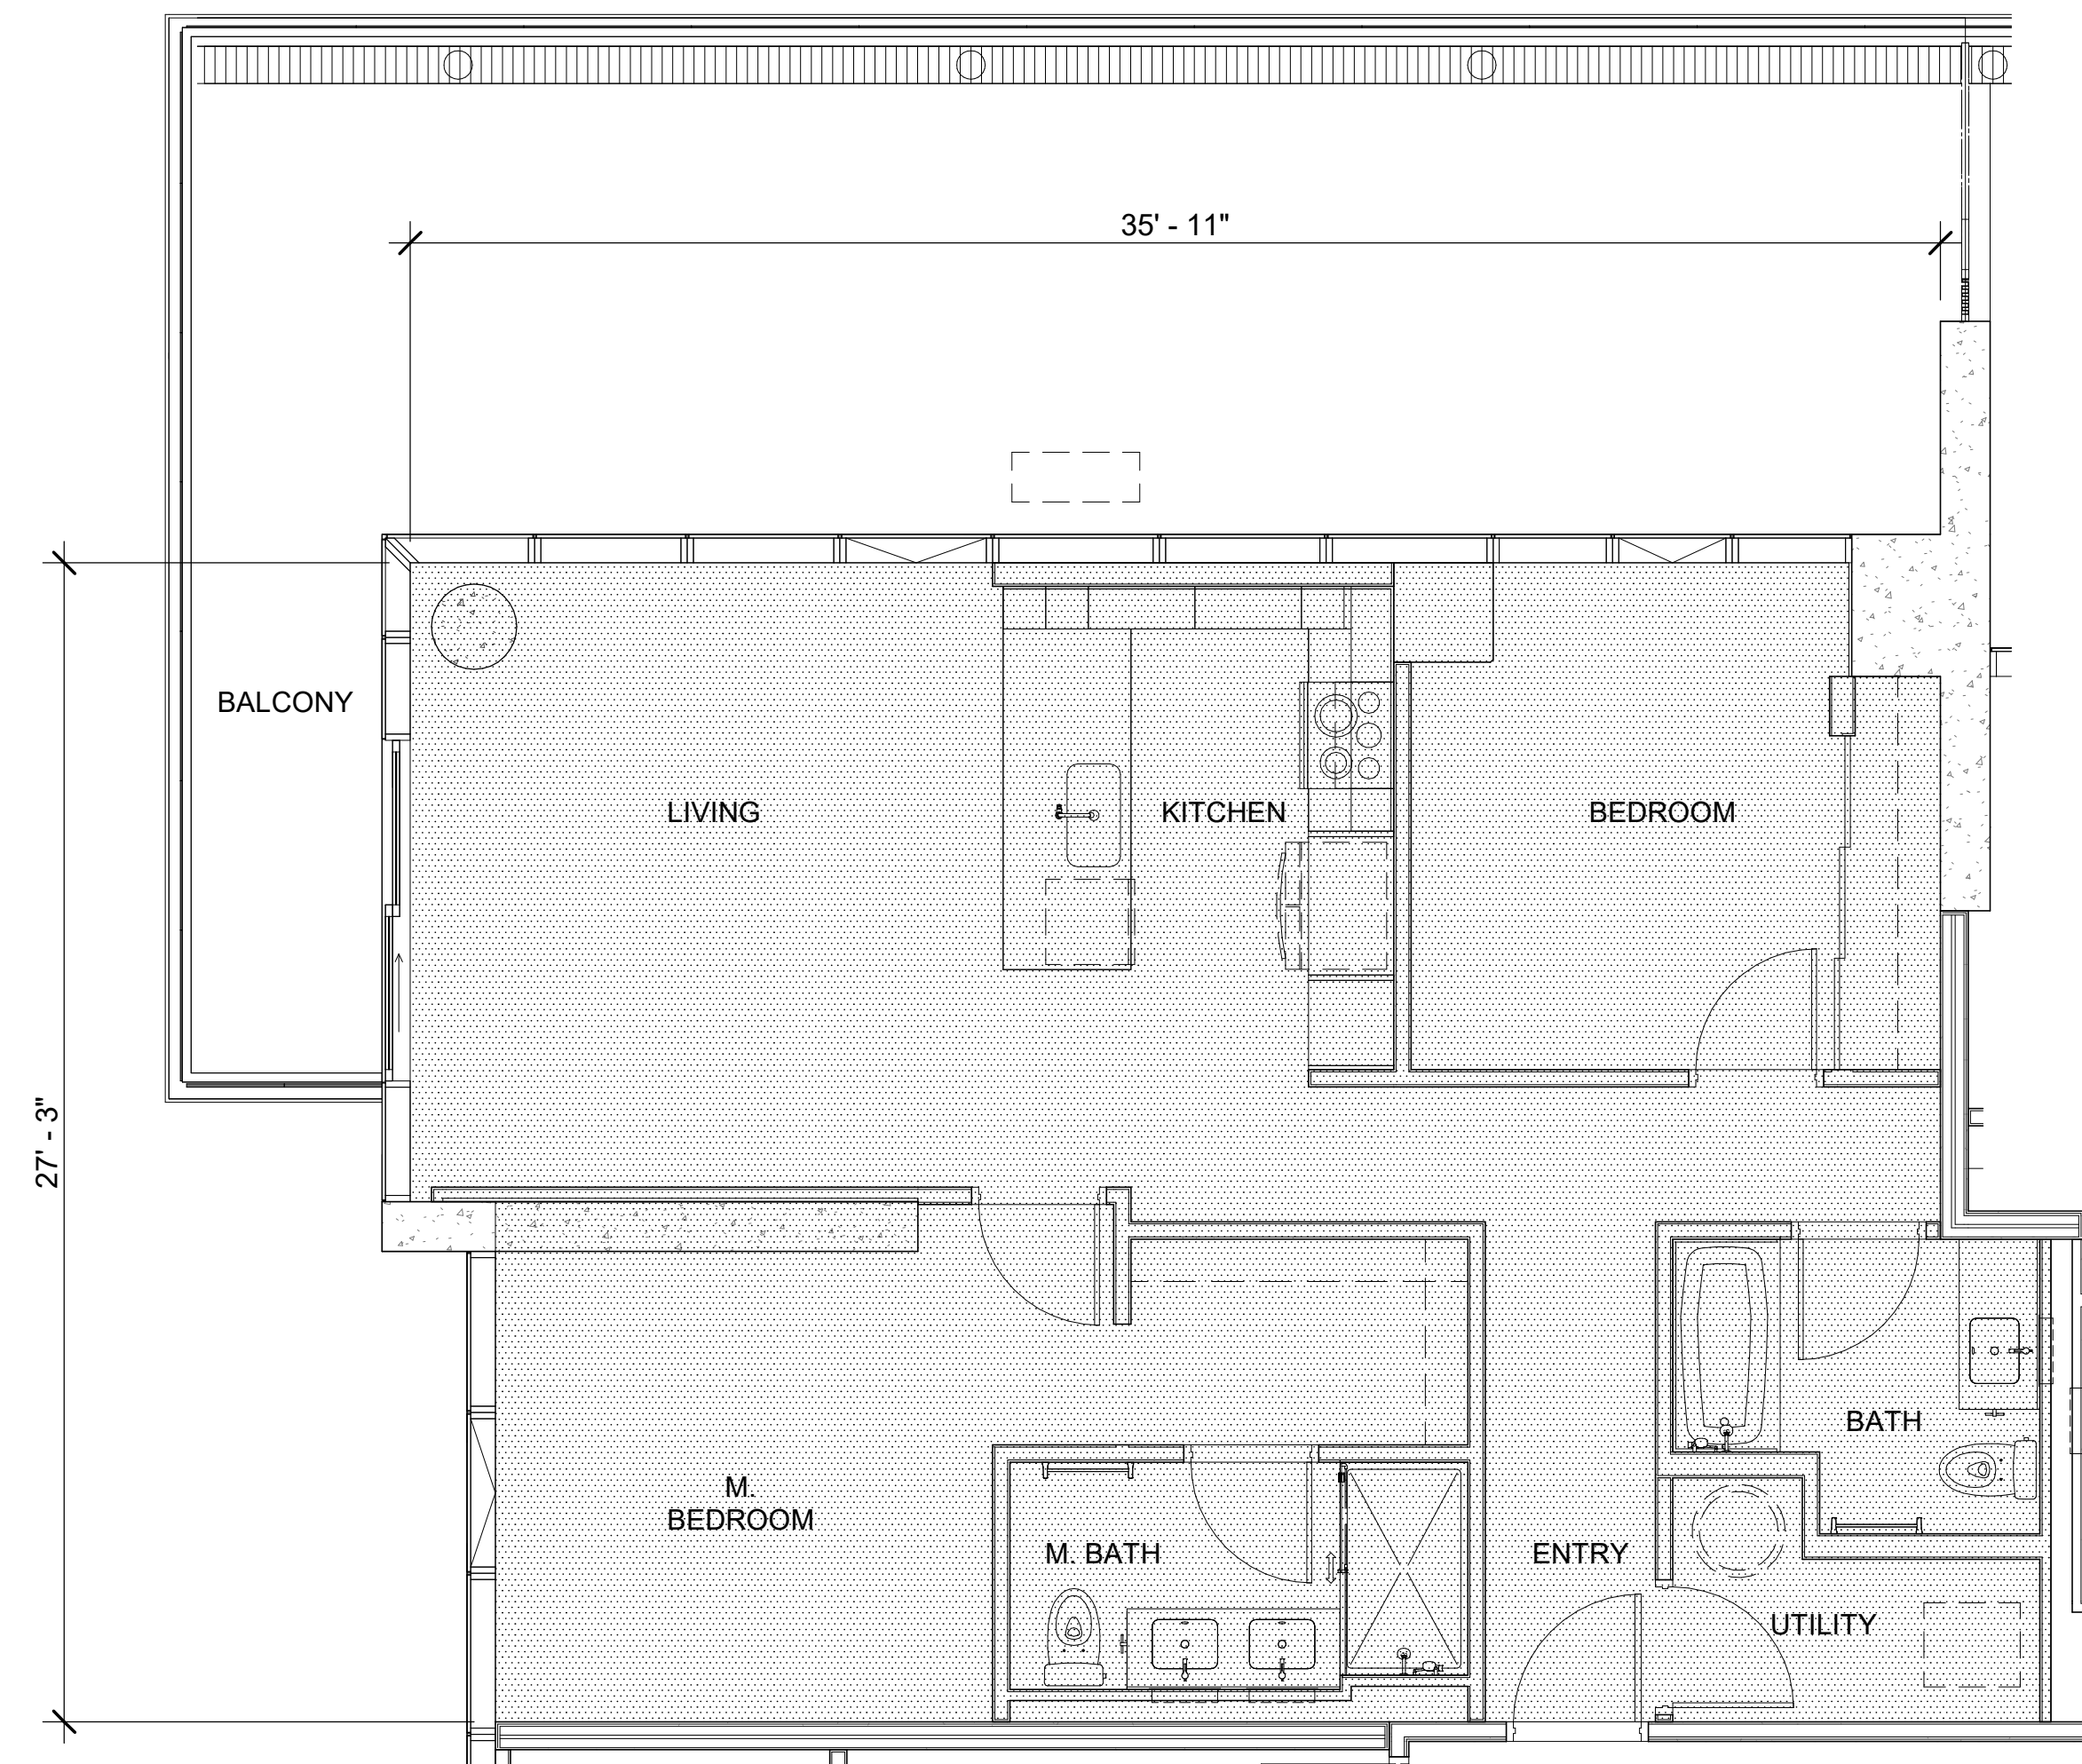 35' - 11"
BALCONY
LIVING
KITCHEN
BEDROOM
27' - 3"
BATH
M.
BEDROOM
M. BATH
ENTRY
UTILITY